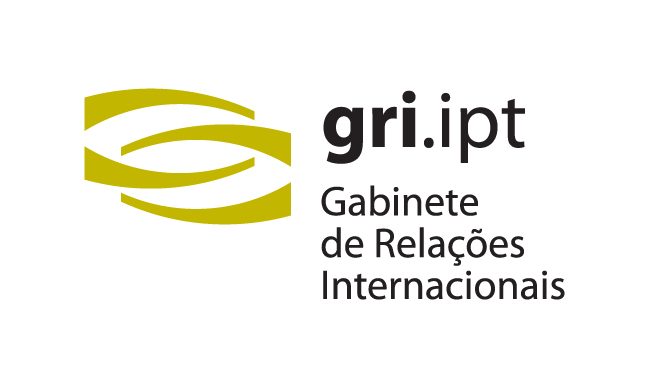 gri.ipt
Gabinete
de Relações
Internacionais